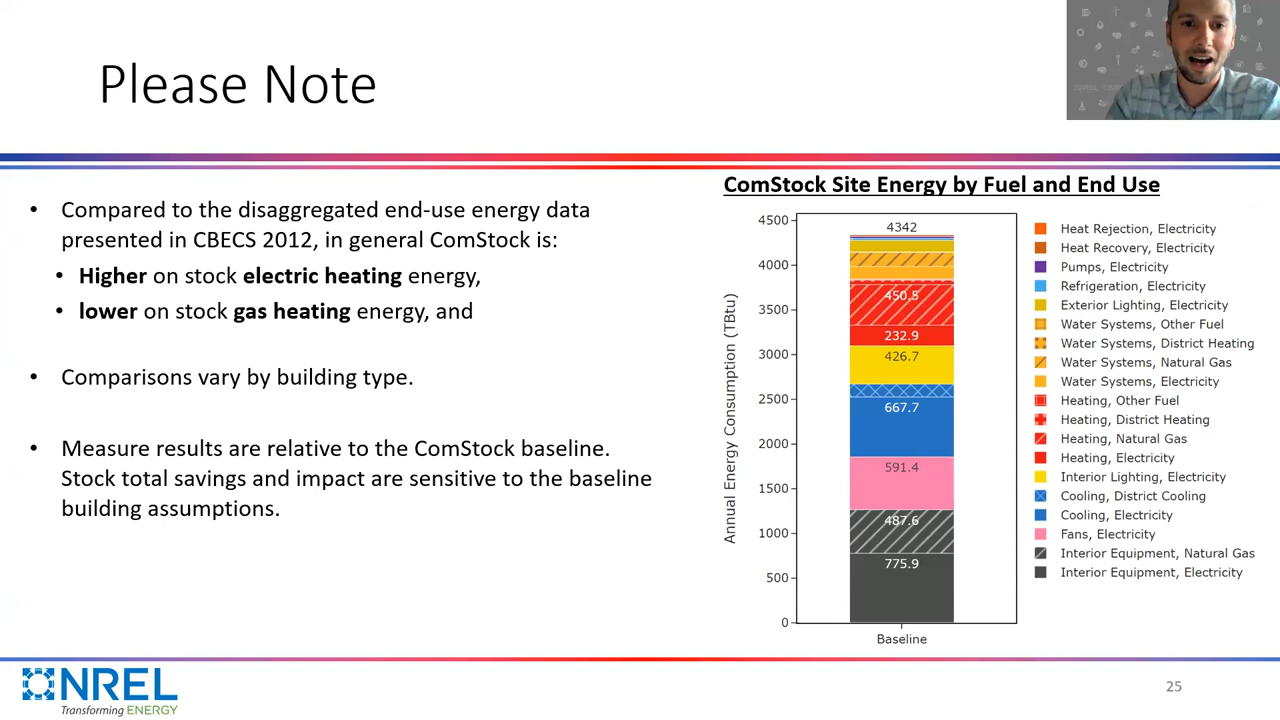 Please Note
• Compared to the disaggregated end-use energy data
presented in CBECS 2012, in general ComStock is:
• Higher on stock electric heating energy,
• lower on stock gas heating energy, and
• Comparisons vary by building type.
• Measure results are relative to the ComStock baseline.
Stock total savings and impact are sensitive to the baseline
building assumptions.
ComStock Site Energy by Fuel and End Use
Annual Energy Consumption (TBtu)
4500
4000
3500
3000
2500
2000
1500
1000
500
0
4342
450.5
232.9
426.7
667.7
591.4
487.6
775.9
Baseline
Heat Rejection, Electricity
Heat Recovery, Electricity
Pumps, Electricity
Refrigeration, Electricity
Exterior Lighting, Electricity
Water Systems, Other Fuel
Water Systems, District Heating
Water Systems, Natural Gas
Water Systems, Electricity
Heating, Other Fuel
Heating, District Heating
Heating, Natural Gas
Heating, Electricity
Interior Lighting, Electricity
Cooling, District Cooling
Cooling, Electricity
Fans, Electricity
Interior Equipment, Natural Gas
Interior Equipment, Electricity
NREL
Transforming ENERGY
25